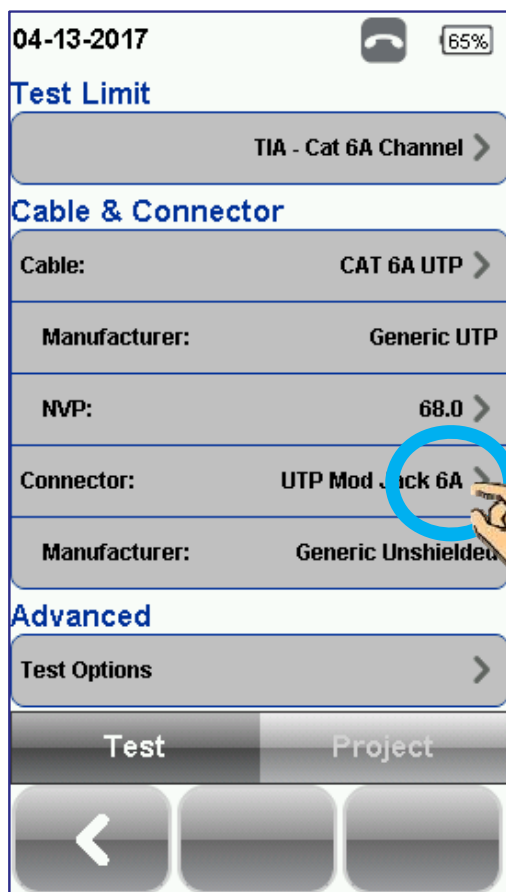 04-13-2017 65%
Test Limit
TIA - Cat 6A Channel
Cable & Connector
Cable: CAT 6A UTP
Manufacturer: Generic UTP
NVP: 68.0
Connector: UTP Mod Jack 6A
Manufacturer: Generic Unshielded
Advanced
Test Options
Test Project